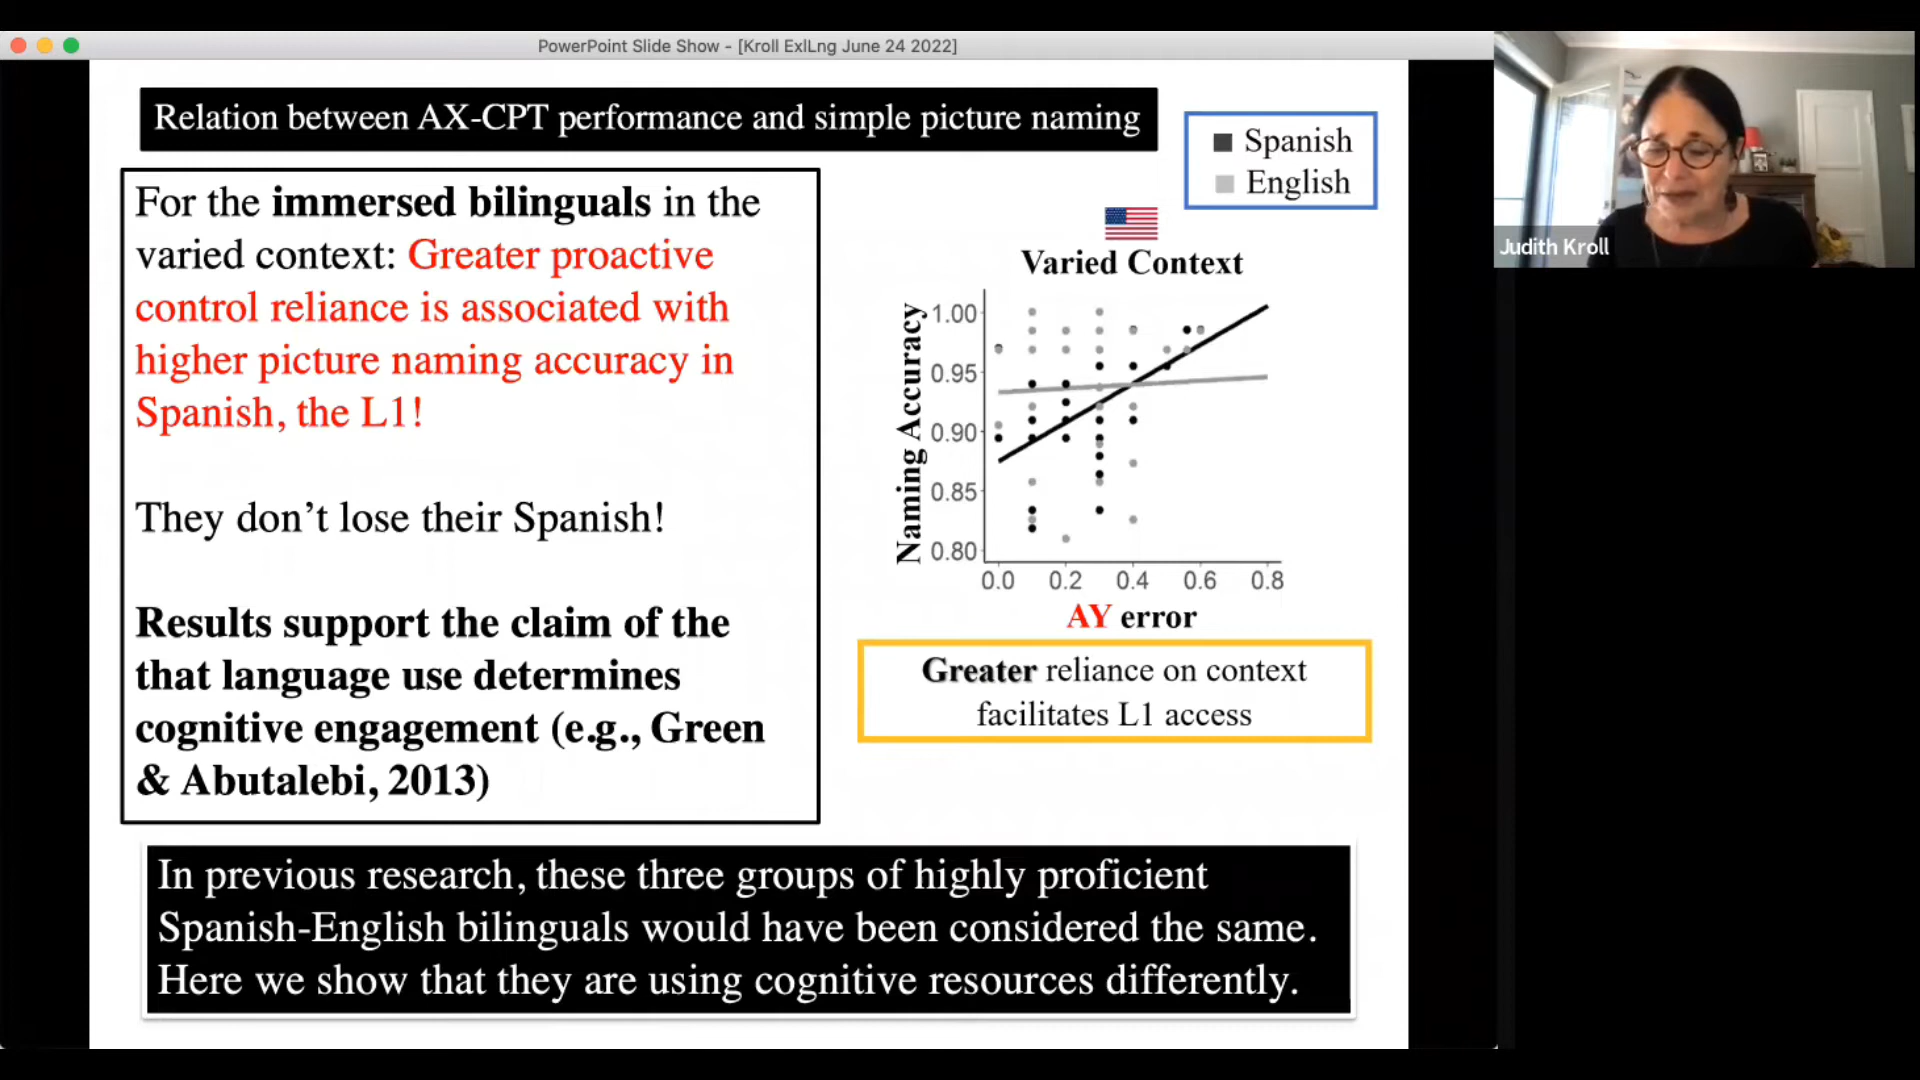 PowerPoint Slide Show - [Kroll ExlLng June 24 2022]
Relation between AX-CPT performance and simple picture naming
Spanish
English
For the immersed bilinguals in the
varied context: Greater proactive
control reliance is associated with
higher picture naming accuracy in
Spanish, the L1!
They don't lose their Spanish!
Results support the claim of the
that language use determines
cognitive engagement (e.g., Green
& Abutalebi, 2013)
Varied Context
Naming Accuracy
1.00
0.95
0.90
0.85
0.80
0.0 0.2 0.4 0.6 0.8
AY error
Greater reliance on context
facilitates L1 access
In previous research, these three groups of highly proficient
Spanish-English bilinguals would have been considered the same.
Here we show that they are using cognitive resources differently.
Judith Kroll